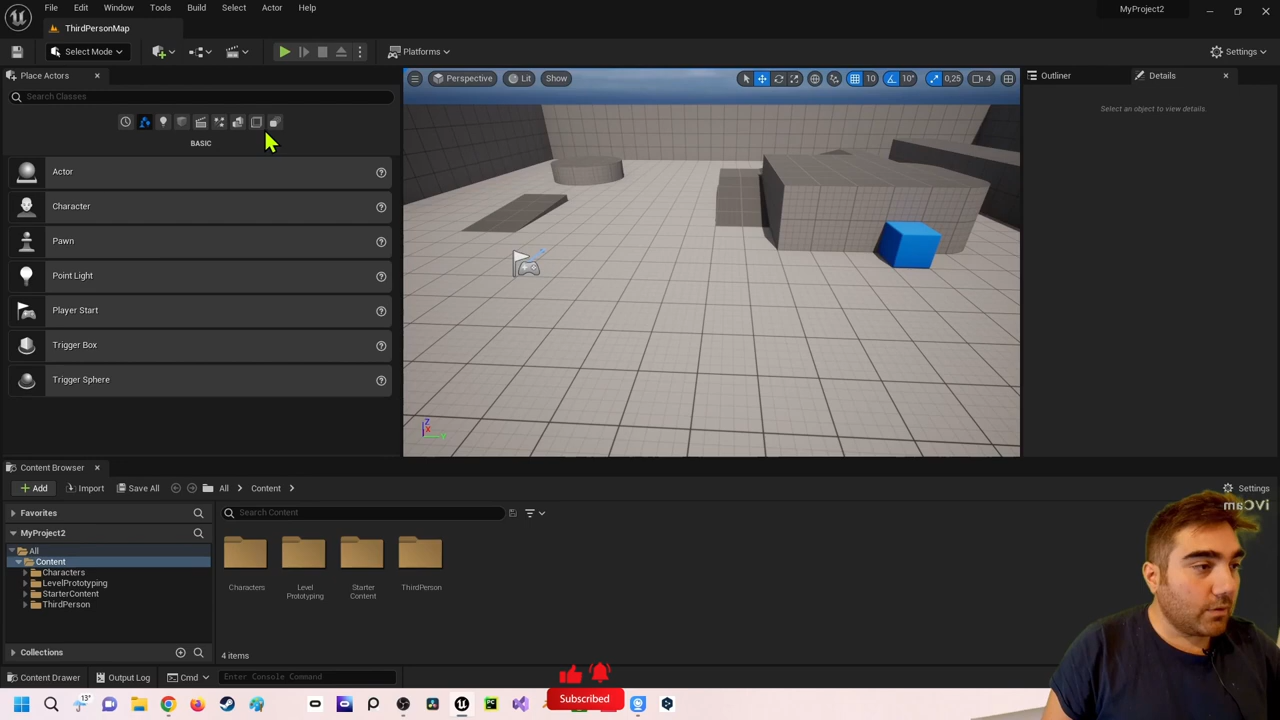 File
Edit
Window
Tools
Build
Select
Actor
Help
MyProject2
ThirdPersonMap
Select Mode
Platforms
Settings
Place Actors
Search Classes
BASIC
Actor
Character
Pawn
Point Light
Player Start
Trigger Box
Trigger Sphere
Perspective
Lit
Show
10
10°
0,25
4
Z
X
Y
Outliner
Details
Select an object to view details.
Content Browser
Add
Import
Save All
All
Content
Settings
Favorites
MyProject2
All
Content
Characters
LevelPrototyping
StarterContent
ThirdPerson
Collections
Search Content
Characters
Level
Prototyping
Starter
Content
ThirdPerson
4 items
iVCam
Content Drawer
Output Log
Cmd
Enter Console Command
13°
PC
Subscribed